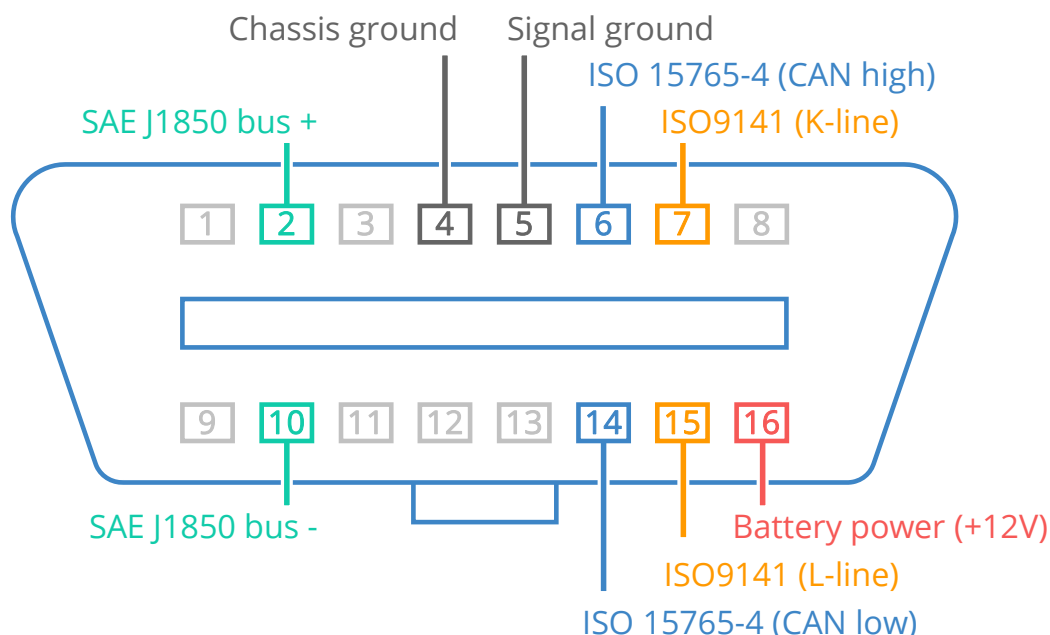 Chassis ground Signal ground
ISO 15765-4 (CAN high)
SAE J1850 bus + ISO9141 (K-line)
1 2 3 4 5 6 7 8
9 10 11 12 13 14 15 16
SAE J1850 bus - Battery power (+12V)
ISO9141 (L-line)
ISO 15765-4 (CAN low)